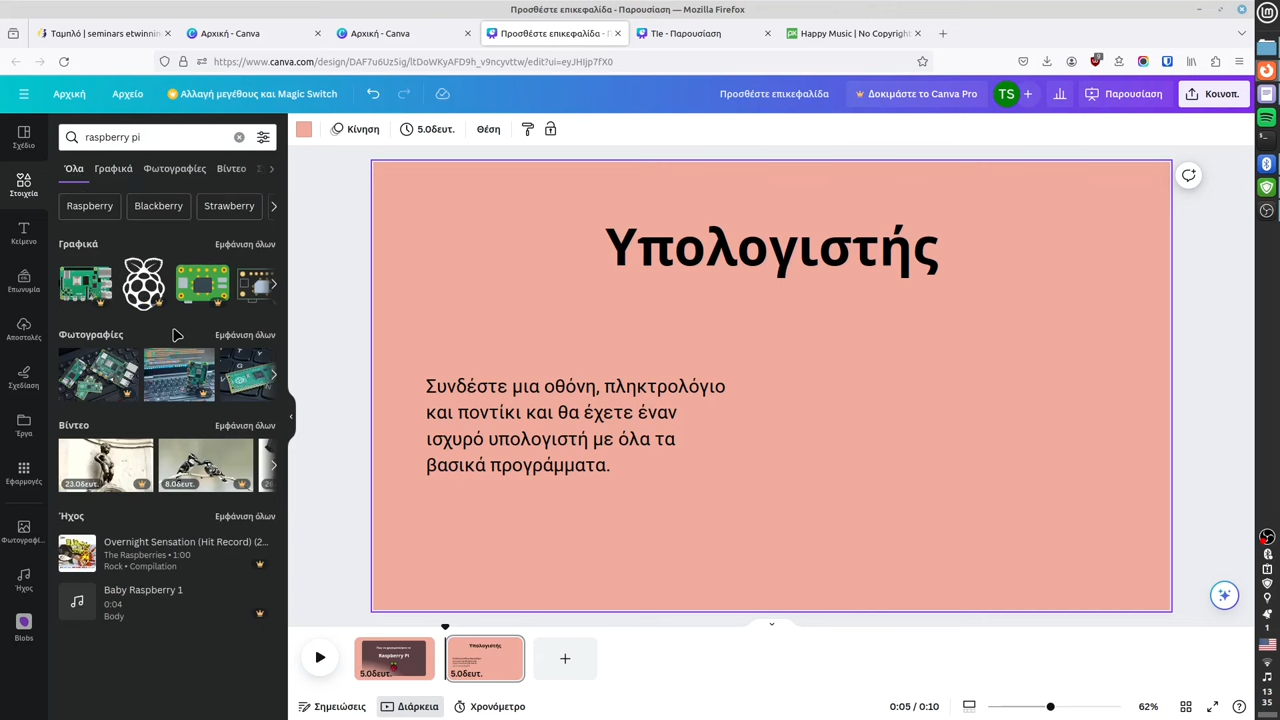 Προσθέστε επικεφαλίδα - Παρουσίαση — Mozilla Firefox
Ταμπλό | seminars etwinning
Αρχική - Canva
Αρχική - Canva
Προσθέστε επικεφαλίδα - Π
TIe - Παρουσίαση
Happy Music | No Copyright
https://www.canva.com/design/DAF7u6UzSlg/ltDoWKyAFD9h_v9ncyvttw/edit?ui=eyJHIjp7fX0
Αρχική
Αρχείο
Αλλαγή μεγέθους και Magic Switch
Προσθέστε επικεφαλίδα
Δοκιμάστε το Canva Pro
TS
Παρουσίαση
Κοινοπ.
raspberry pi
Κίνηση
5.0δευτ.
Θέση
Σχέδιο
Στοιχεία
Κείμενο
Επωνυμία
Αποστολές
Σχεδίαση
Έργα
Εφαρμογές
Φωτογραφί...
Ήχος
Blobs
Όλα
Γραφικά
Φωτογραφίες
Βίντεο
Raspberry
Blackberry
Strawberry
Γραφικά
Εμφάνιση όλων
Φωτογραφίες
Εμφάνιση όλων
Βίντεο
Εμφάνιση όλων
23.0δευτ.
8.0δευτ.
Ήχος
Εμφάνιση όλων
Overnight Sensation (Hit Record) (2...
The Raspberries • 1:00
Rock • Compilation
Baby Raspberry 1
0:04
Body
Υπολογιστής
Συνδέστε μια οθόνη, πληκτρολόγιο
και ποντίκι και θα έχετε έναν
ισχυρό υπολογιστή με όλα τα
βασικά προγράμματα.
Raspberry Pi
5.0δευτ.
Υπολογιστής
5.0δευτ.
Σημειώσεις
Διάρκεια
Χρονόμετρο
0:05 / 0:10
62%
13
35